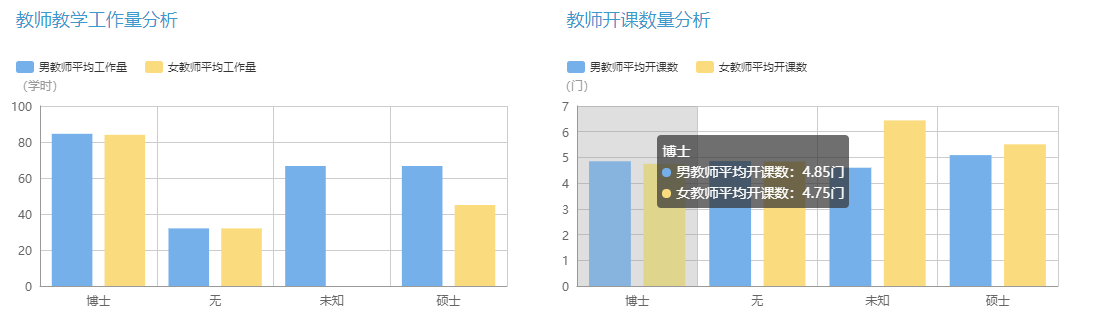 教师教学工作量分析
男教师平均工作量 女教师平均工作量
（学时）
100
80
60
40
20
0
博士 无 未知 硕士
教师开课数量分析
男教师平均开课数 女教师平均开课数
（门）
7
6
5
4
3
2
1
0
博士
男教师平均开课数：4.85门
女教师平均开课数：4.75门
博士 无 未知 硕士